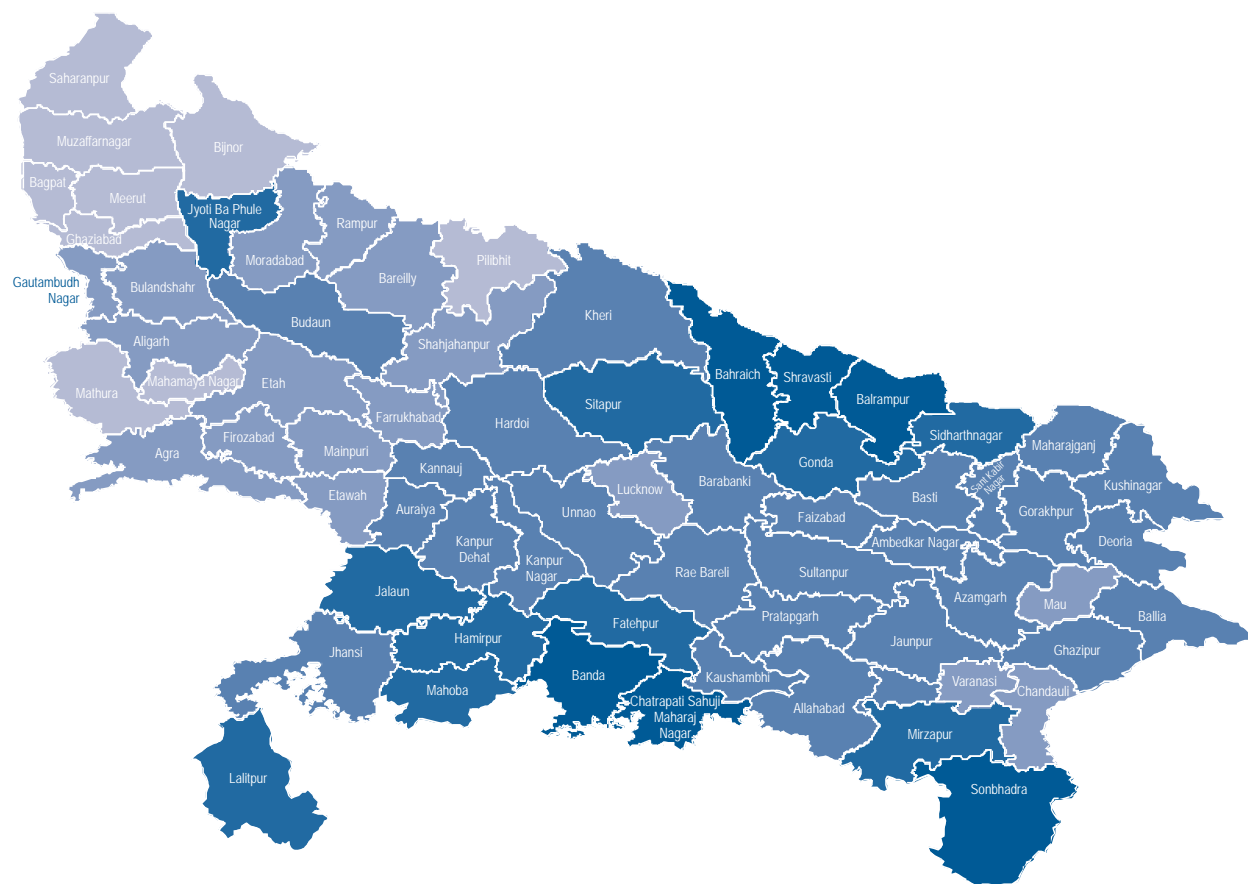 Saharanpur
Muzaffarnagar
Bijnor
Bagpat
Meerut
Jyoti Ba Phule
Nagar
Rampur
Ghaziabad
Moradabad
Pilibhit
Bareilly
Gautambudh
Nagar
Bulandshahr
Budaun
Kheri
Aligarh
Shahjahanpur
Bahraich
Shravasti
Mathura
Mahamaya Nagar
Etah
Balrampur
Sitapur
Farrukhabad
Hardoi
Sidharthnagar
Agra
Firozabad
Mainpuri
Maharajganj
Kannauj
Gonda
Sant Kabir
Nagar
Barabanki
Kushinagar
Etawah
Lucknow
Basti
Auraiya
Unnao
Faizabad
Gorakhpur
Kanpur
Dehat
Ambedkar Nagar
Deoria
Kanpur
Nagar
Rae Bareli
Sultanpur
Jalaun
Azamgarh
Mau
Fatehpur
Pratapgarh
Ballia
Hamirpur
Jaunpur
Jhansi
Ghazipur
Banda
Kaushambhi
Varanasi
Mahoba
Chandauli
Chatrapati Sahuji
Maharaj
Nagar
Allahabad
Mirzapur
Lalitpur
Sonbhadra